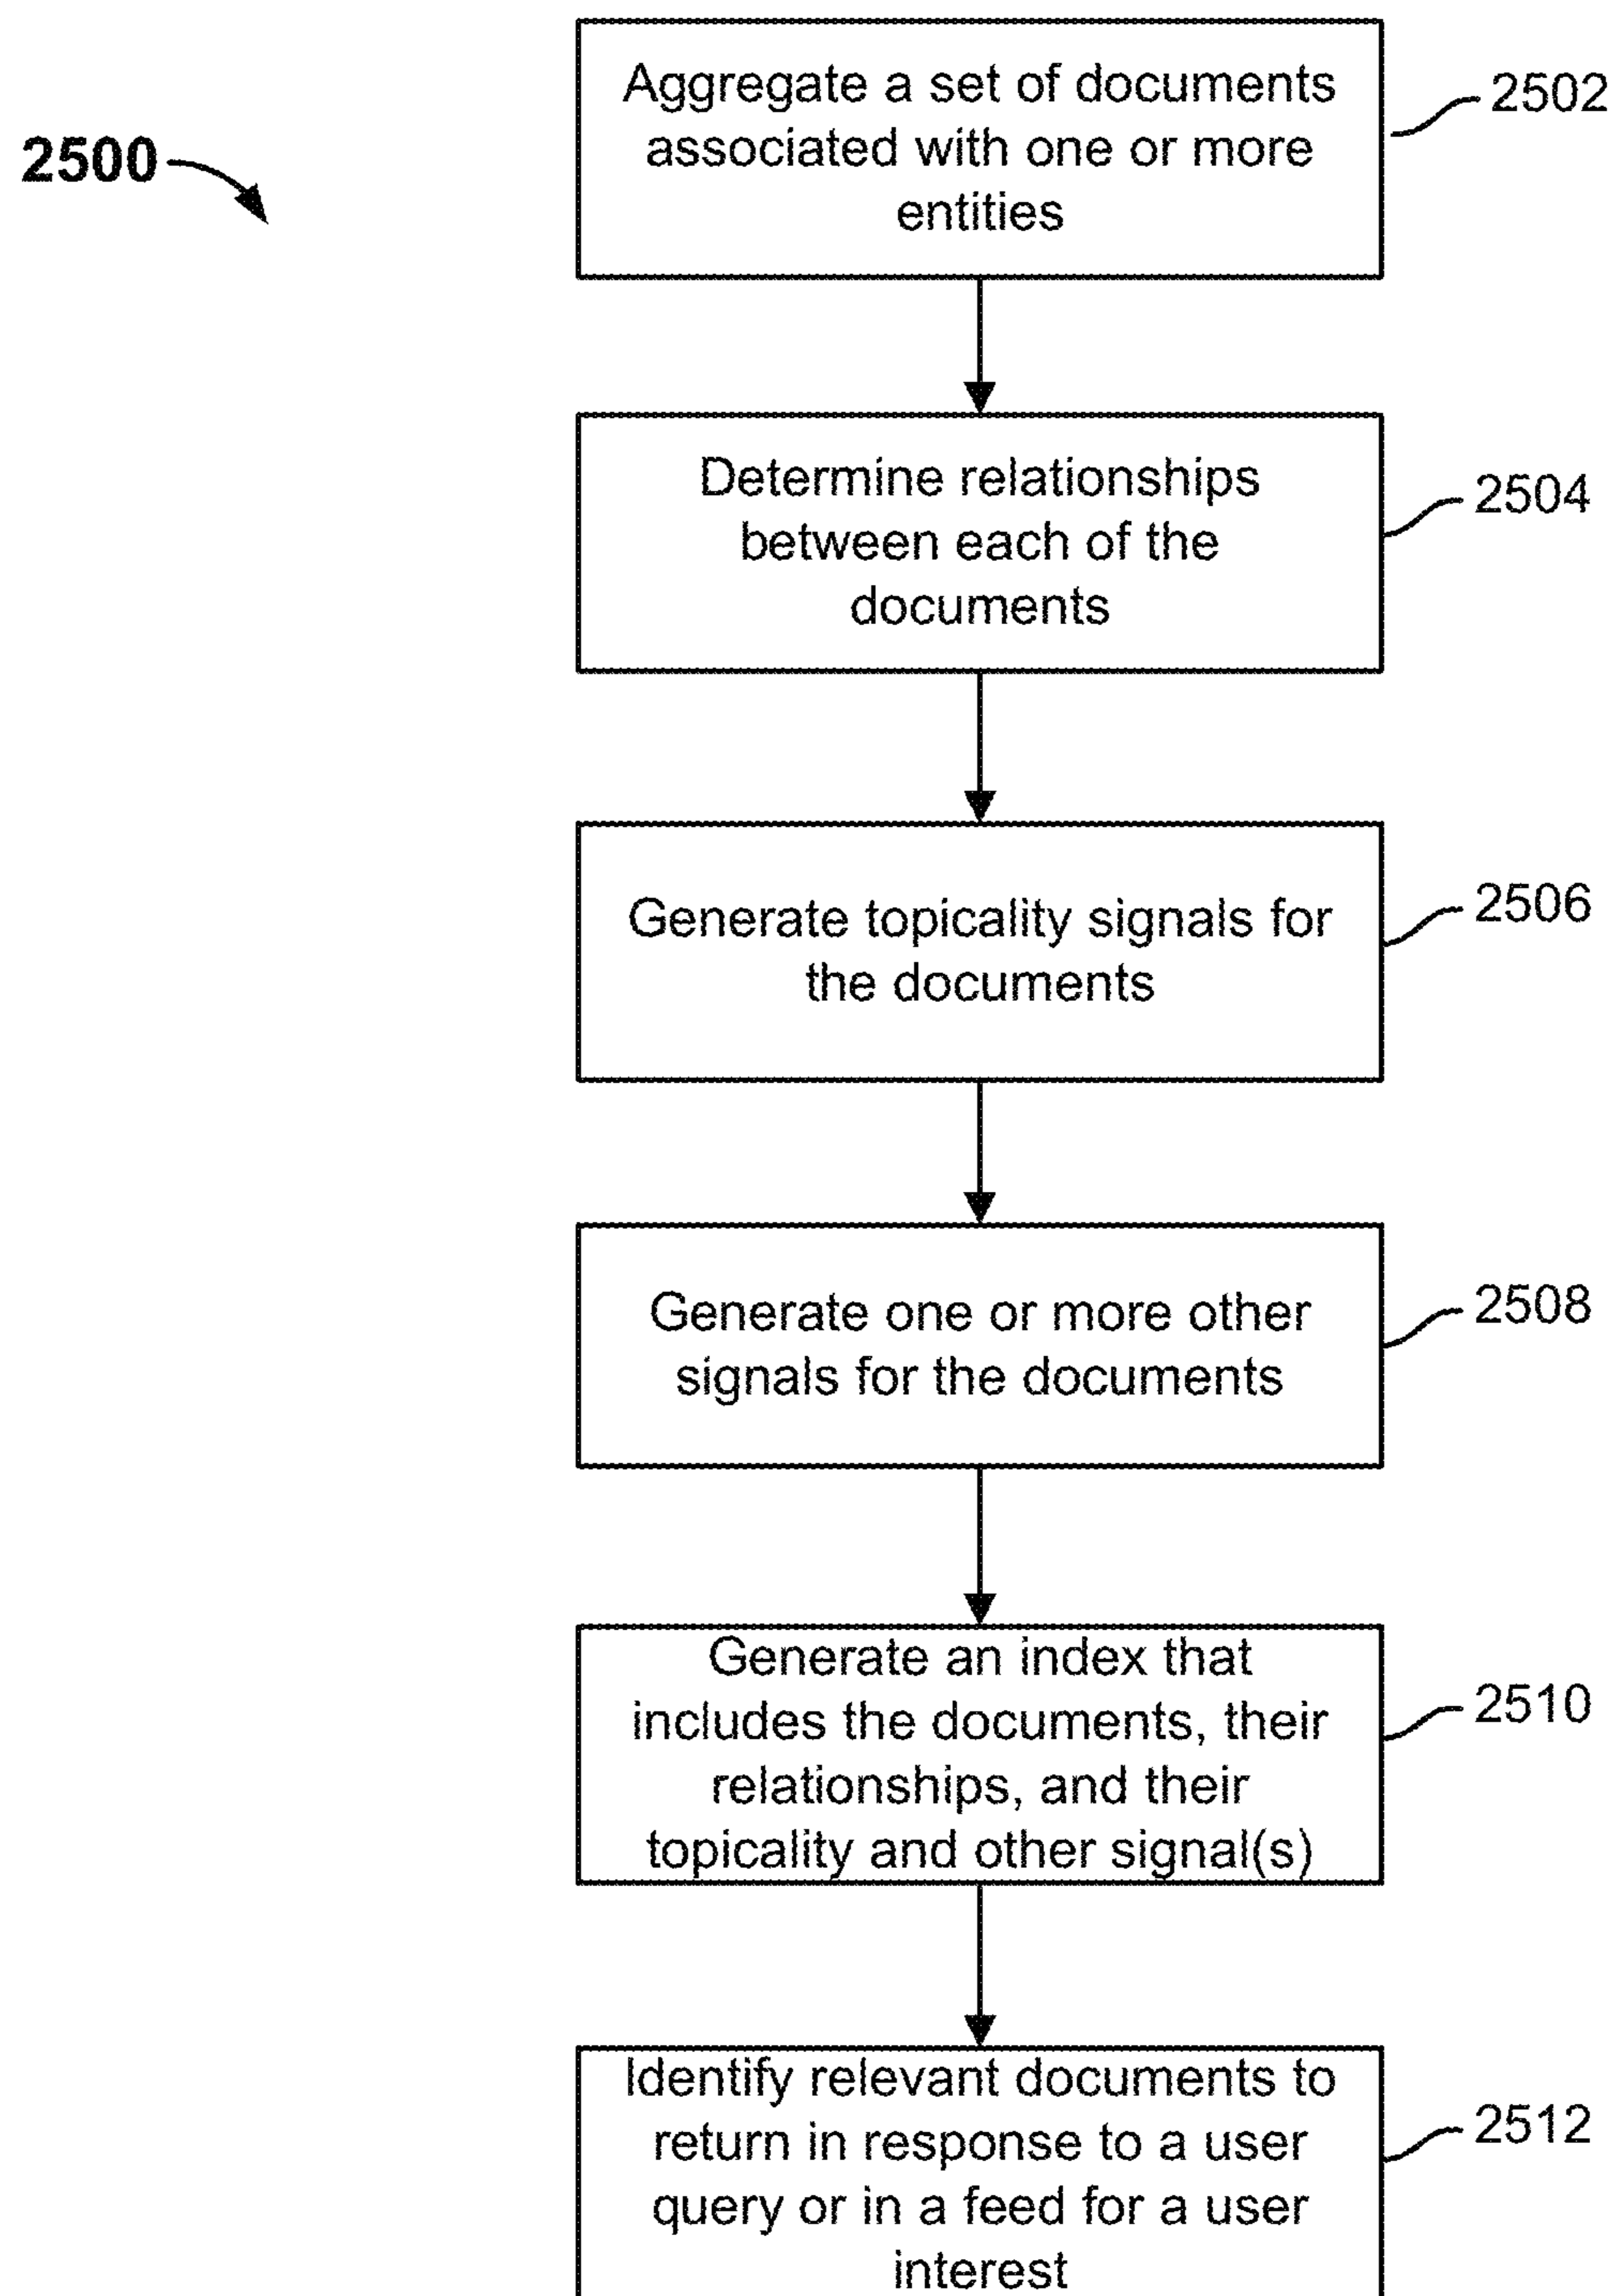 2500
Aggregate a set of documents
associated with one or more
entities
2502
Determine relationships
between each of the
documents
2504
Generate topicality signals for
the documents
2506
Generate one or more other
signals for the documents
2508
Generate an index that
includes the documents, their
relationships, and their
topicality and other signal(s)
2510
Identify relevant documents to
return in response to a user
query or in a feed for a user
interest
2512